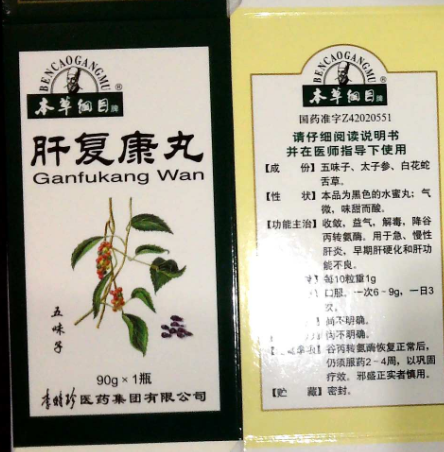 BENCAOGANGMU
®
本草纲目牌
肝复康丸
Ganfukang Wan
五味子
90g×1瓶
李时珍医药集团有限公司
BENCAOGANGMU
®
本草纲目牌
国药准字Z42020551
请仔细阅读说明书
并在医师指导下使用
【成份】五味子、太子参、白花蛇
舌草。
【性状】本品为黑色的水蜜丸；气
微，味甜而酸。
【功能主治】收敛，益气，解毒，降谷
丙转氨酶。用于急、慢性
肝炎，早期肝硬化和肝功
能不良。
】每10粒重1g
】口服。一次6~9g，一日3
次。
】尚不明确。
】尚不明确。
】谷丙转氨酶恢复正常后，
仍须服药2~4周，以巩固
疗效。邪盛正实者慎用。
【贮藏】密封。